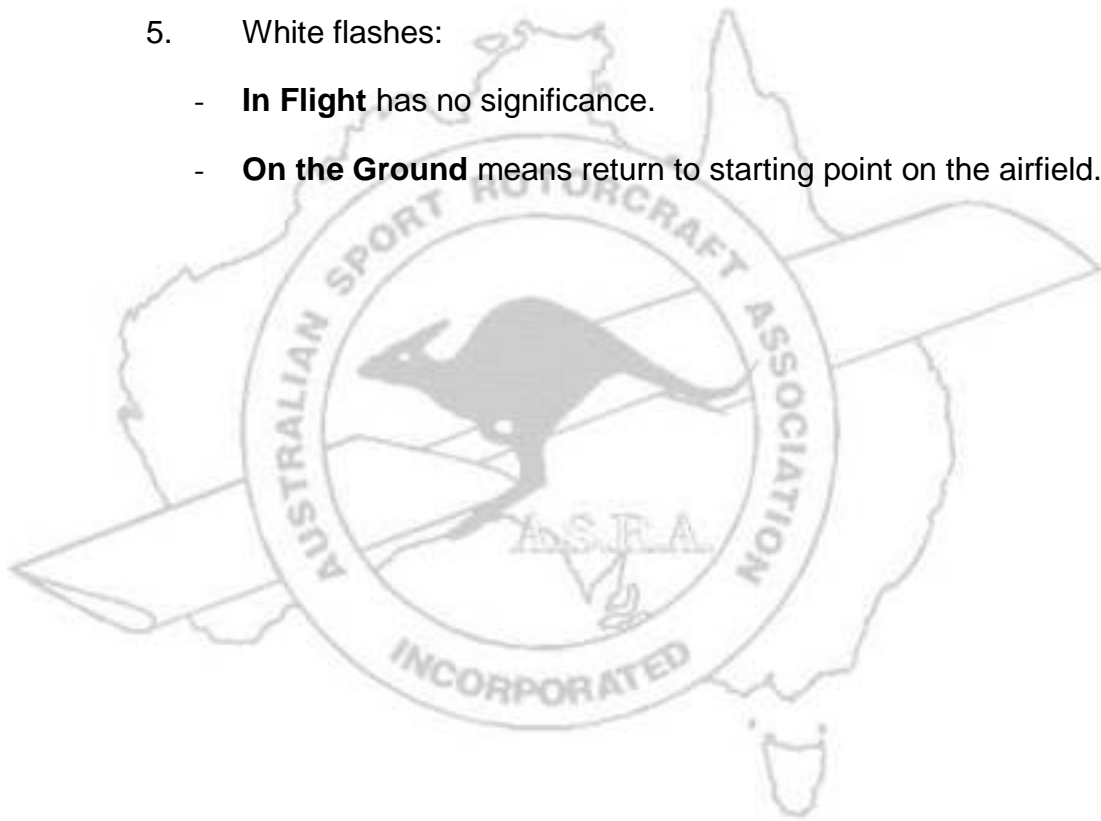 5. White flashes:
- In Flight has no significance.
- On the Ground means return to starting point on the airfield.
AUSTRALIAN SPORT ROTORCRAFT ASSOCIATION
A.S.R.A.
INCORPORATED